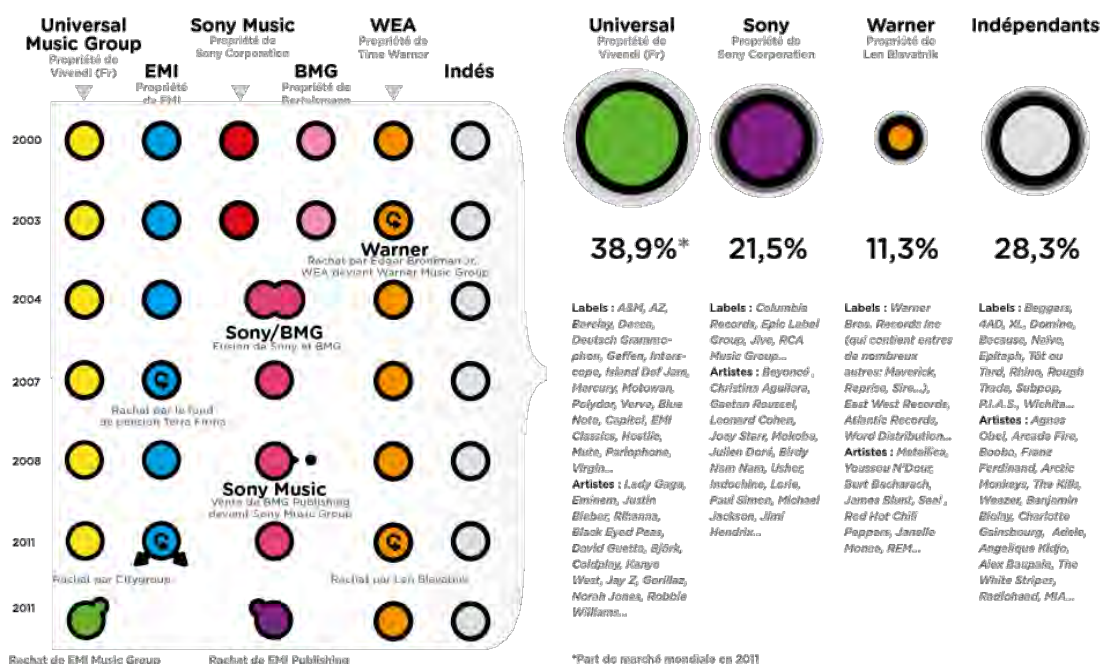 Universal
Music Group
Propriété de
Vivendi (Fr)
EMI
Propriété
de EMI
Sony Music
Propriété de
Sony Corporation
BMG
Propriété de
Bertelsmann
WEA
Propriété de
Time Warner
Indés
2000
2003
Warner
Rachat par Edgar Bronfman Jr.,
WEA devient Warner Music Group
2004
Sony/BMG
Fusion de Sony et BMG
2007
Rachat par le fond
de pension Terra Firma
2008
Sony Music
Vente de BMG Publishing
devient Sony Music Group
2011
Rachat par Citygroup
Rachat par Len Blavatnik
2011
Rachat de EMI Music Group
Rachat de EMI Publishing
Universal
Propriété de
Vivendi (Fr)
38,9%*
Labels : A&M, AZ,
Barclay, Decca,
Deutsch Grammo-
phon, Geffen, Inters-
cope, Island Def Jam,
Mercury, Motowan,
Polydor, Verve, Blue
Note, Capitol, EMI
Classics, Hostile,
Mute, Parlophone,
Virgin...
Artistes : Lady Gaga,
Eminem, Justin
Bieber, Rihanna,
Black Eyed Peas,
David Guetta, Björk,
Coldplay, Kanye
West, Jay Z, Gorillaz,
Norah Jones, Robbie
Williams...
Sony
Propriété de
Sony Corporation
21,5%
Labels : Columbia
Records, Epic Label
Group, Jive, RCA
Music Group...
Artistes : Beyoncé ,
Christina Aguilera,
Gaetan Roussel,
Leonard Cohen,
Joey Starr, Mokobe,
Julien Doré, Birdy
Nam Nam, Usher,
Indochine, Lorie,
Paul Simon, Michael
Jackson, Jimi
Hendrix...
Warner
Propriété de
Len Blavatnik
11,3%
Labels : Warner
Bros. Records Inc
(qui contient entres
de nombreux
autres: Maverick,
Reprise, Sire...),
East West Records,
Atlantic Records,
Word Distribution...
Artistes : Metallica,
Youssou N'Dour,
Burt Bacharach,
James Blunt, Seal ,
Red Hot Chili
Peppers, Janelle
Monae, REM...
Indépendants
28,3%
Labels : Beggars,
4AD, XL, Domino,
Because, Naïve,
Epitaph, Tôt ou
Tard, Rhino, Rough
Trade, Subpop,
P.I.A.S., Wichita...
Artistes : Agnes
Obel, Arcade Fire,
Booba, Franz
Ferdinand, Arctic
Monkeys, The Kills,
Weezer, Benjamin
Biolay, Charlotte
Gainsbourg, Adele,
Angelique Kidjo,
Alex Beaupain, The
White Stripes,
Radiohead, MIA...
*Part de marché mondiale en 2011